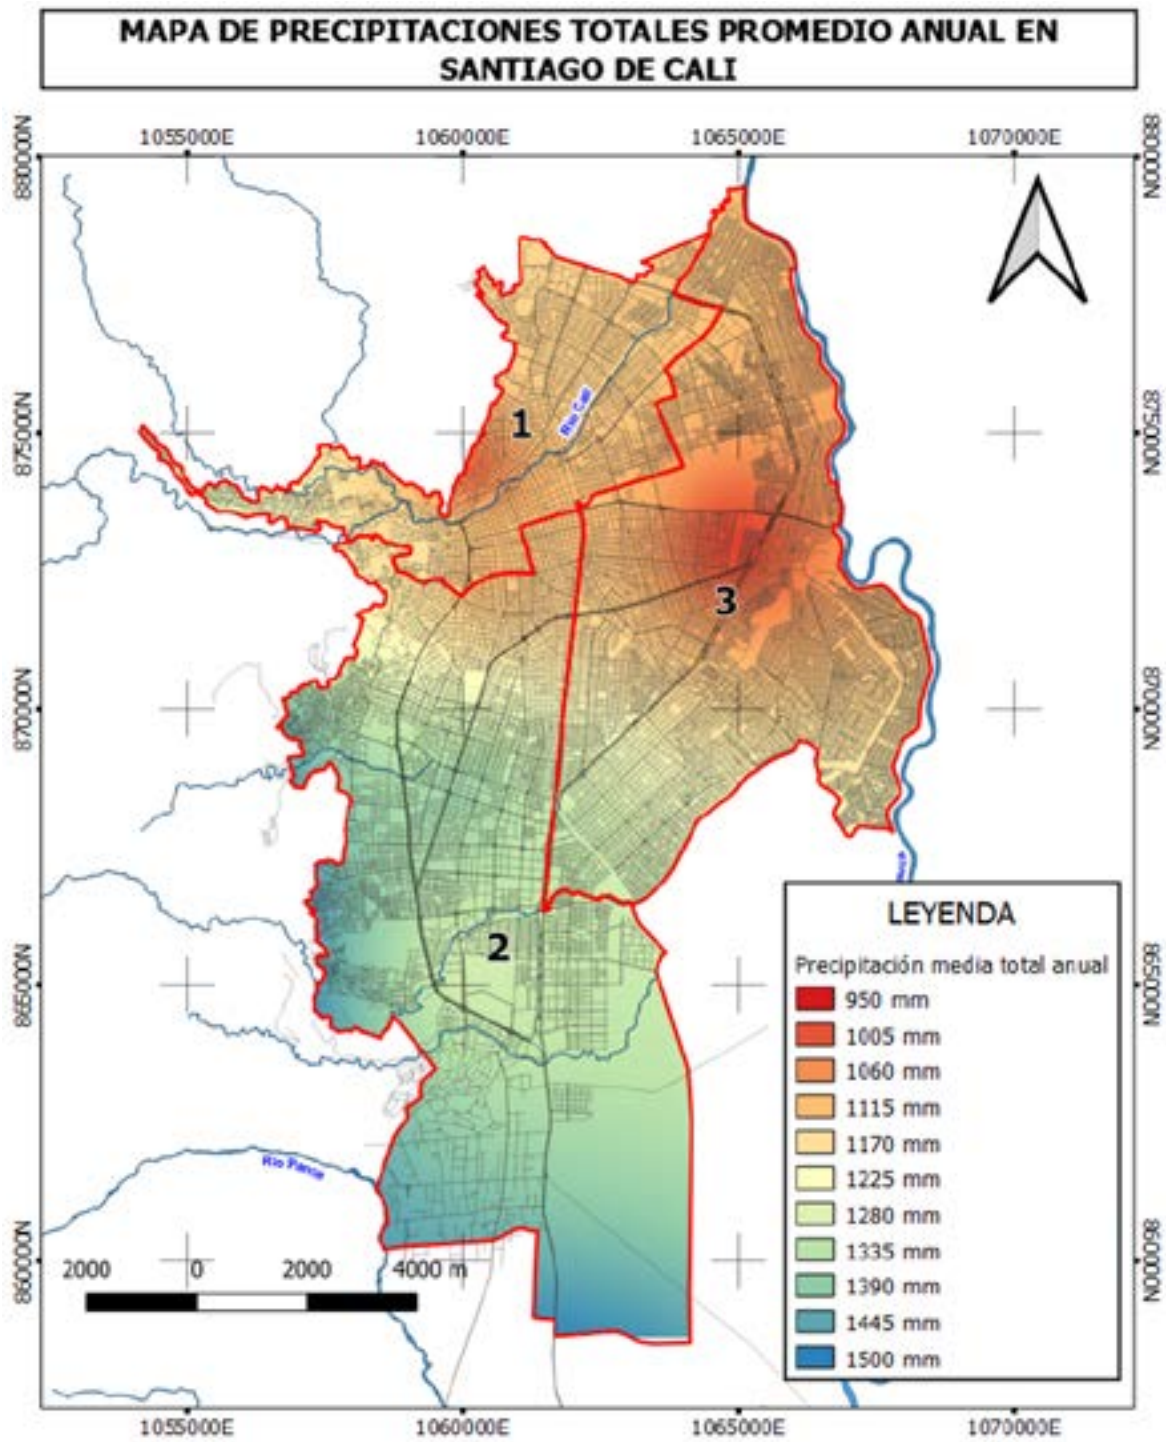 MAPA DE PRECIPITACIONES TOTALES PROMEDIO ANUAL EN
SANTIAGO DE CALI
1055000E 1060000E 1065000E 1070000E
880000N 880000N
1
Rio Cali
875000N 875000N
3
870000N 870000N
2
865000N 865000N
LEYENDA
Precipitación media total anual
950 mm
1005 mm
1060 mm
1115 mm
1170 mm
1225 mm
1280 mm
1335 mm
1390 mm
1445 mm
1500 mm
Rio Pance
860000N 860000N
2000 0 2000 4000 m
1055000E 1060000E 1065000E 1070000E